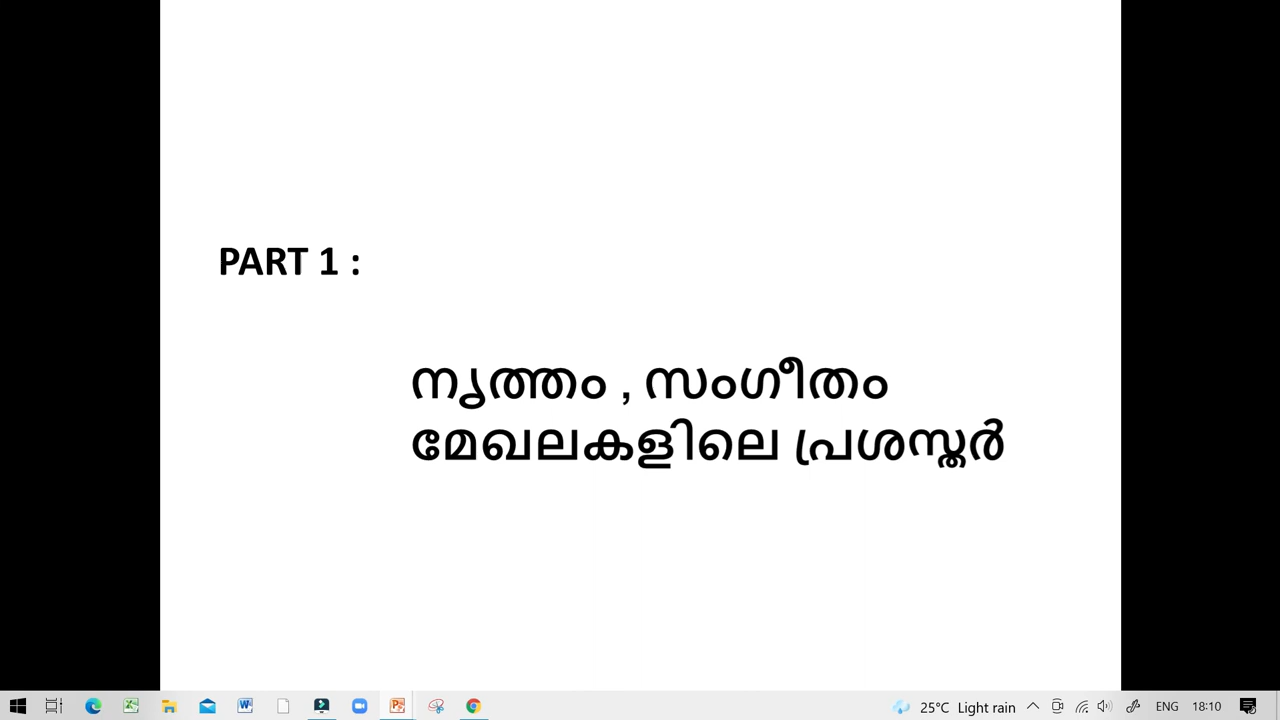 PART 1 :
നൃത്തം , സംഗീതം
മേഖലകളിലെ പ്രശസ്തർ
25°C Light rain
ENG
18:10